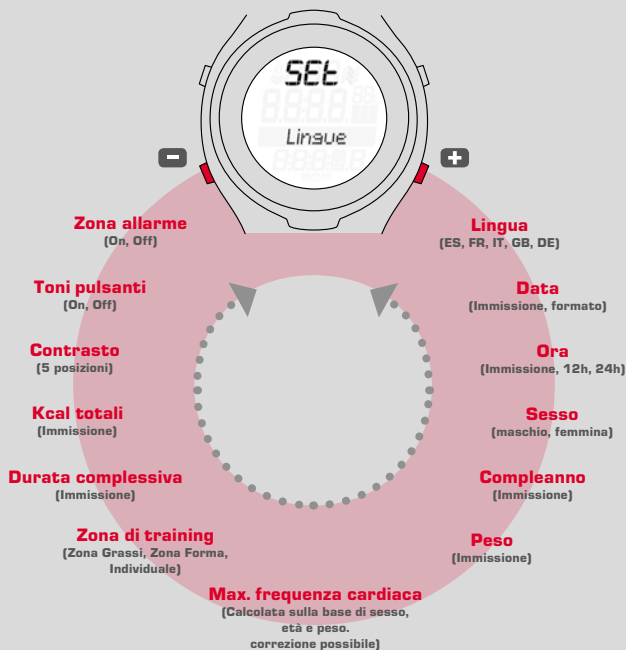 SEt
Lingue
Zona allarme
(On, Off)
Toni pulsanti
(On, Off)
Contrasto
(5 posizioni)
Kcal totali
(Immissione)
Durata complessiva
(Immissione)
Zona di training
(Zona Grassi, Zona Forma,
Individuale)
Max. frequenza cardiaca
(Calcolata sulla base di sesso,
età e peso.
correzione possibile)
Lingua
(ES, FR, IT, GB, DE)
Data
(Immissione, formato)
Ora
(Immissione, 12h, 24h)
Sesso
(maschio, femmina)
Compleanno
(Immissione)
Peso
(Immissione)